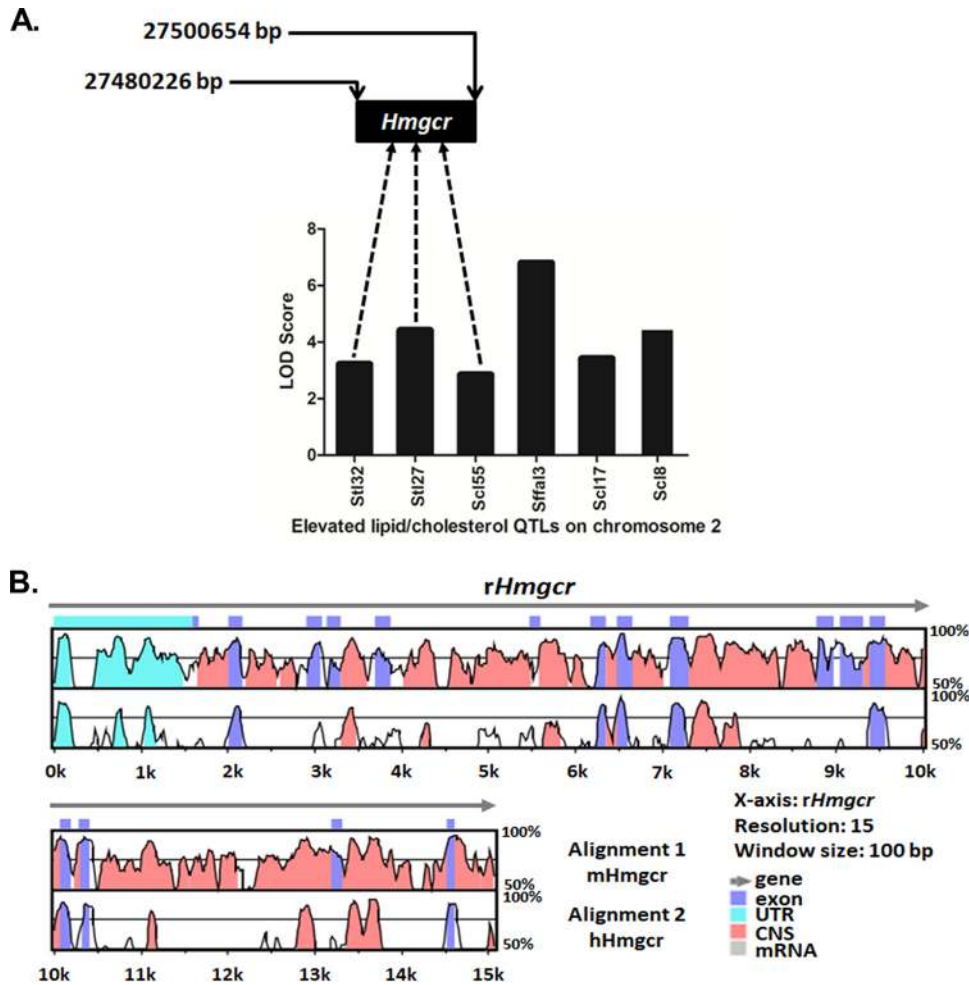 A.
27500654 bp
27480226 bp
Hmgcr
8
6
4
2
0
LOD Score
Stl32
Stl27
Scl55
Sffal3
Scl17
Scl8
Elevated lipid/cholesterol QTLs on chromosome 2
B.
rHmgcr
100%
50%
100%
50%
0k 1k 2k 3k 4k 5k 6k 7k 8k 9k 10k
100%
50%
100%
50%
10k 11k 12k 13k 14k 15k
Alignment 1
mHmgcr
Alignment 2
hHmgcr
X-axis: rHmgcr
Resolution: 15
Window size: 100 bp
gene
exon
UTR
CNS
mRNA